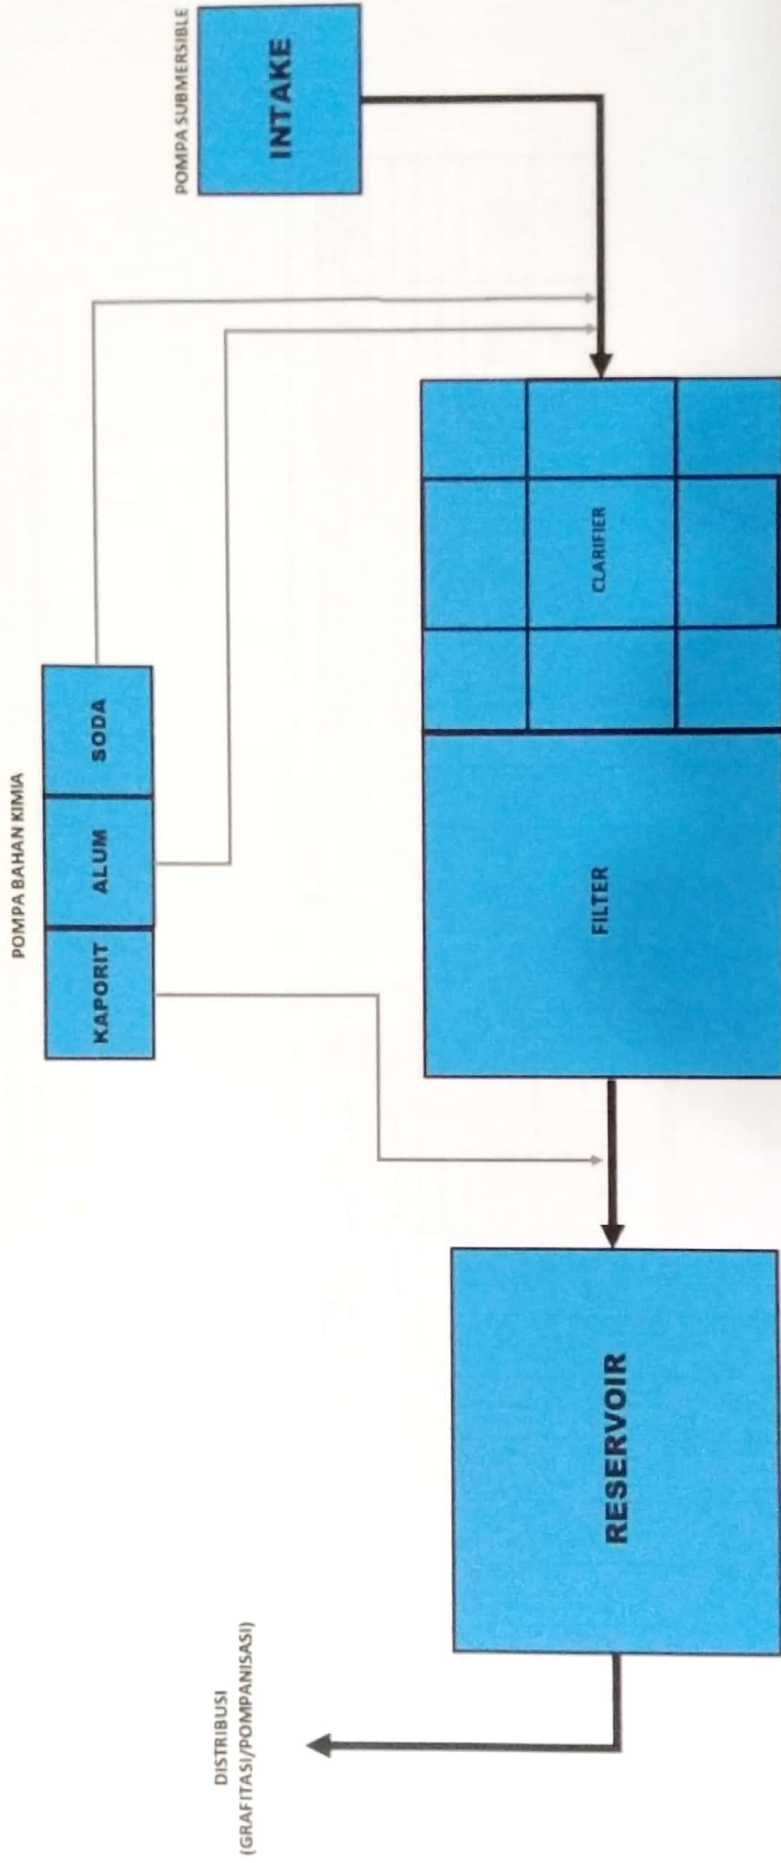 POMPA BAHAN KIMIA
KAPORIT
ALUM
SODA
POMPA SUBMERSIBLE
INTAKE
DISTRIBUSI
(GRAFITASI/POMPANISASI)
RESERVOIR
FILTER
CLARIFIER